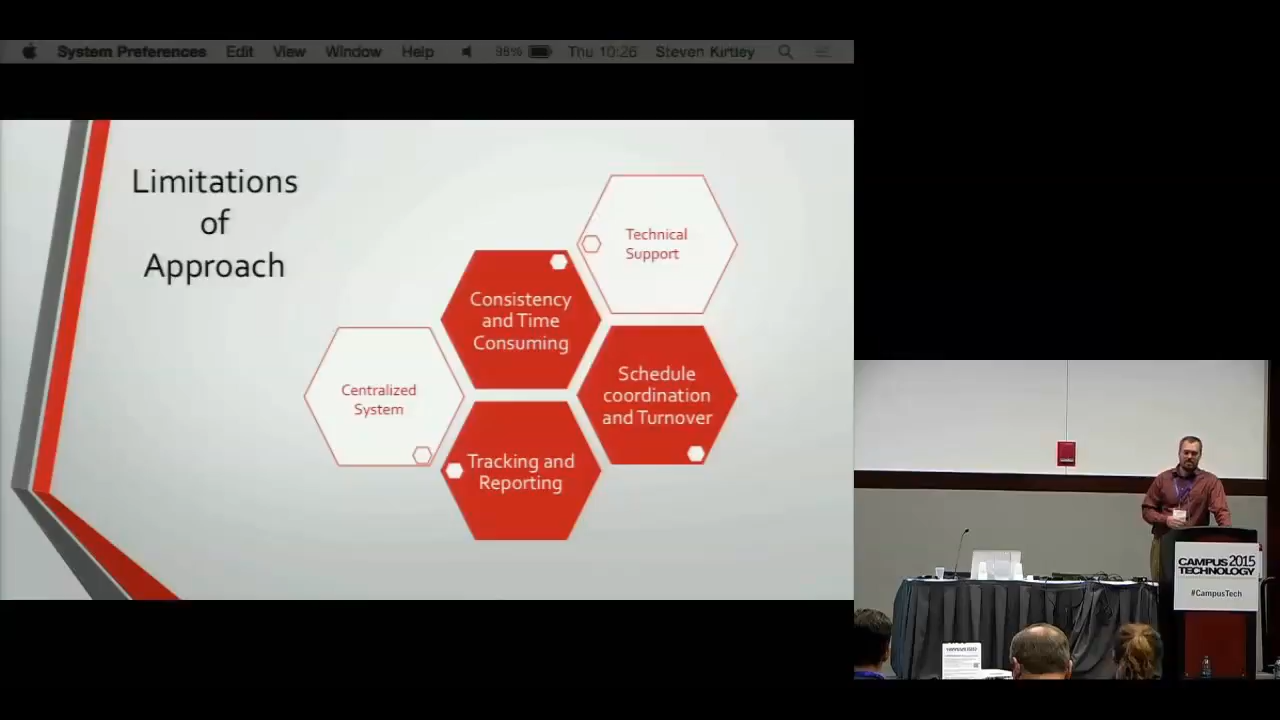 System Preferences Edit View Window Help 98% Thu 10:26 Steven Kirtley
Limitations
of
Approach
Technical
Support
Consistency
and Time
Consuming
Schedule
coordination
and Turnover
Centralized
System
Tracking and
Reporting
CAMPUS 2015
TECHNOLOGY
#CampusTech